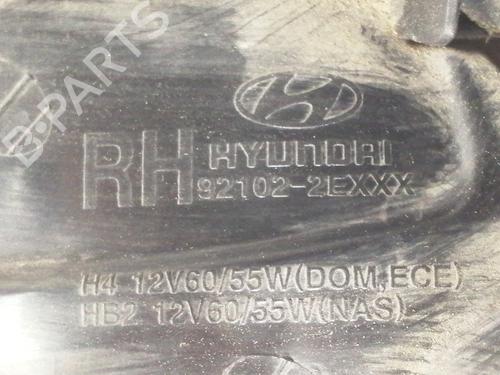 B-PARTS
RH HYUNDAI
92102-2EXXX
H4 12V60/55W(DOM,ECE)
HB2 12V60/55W(NAS)